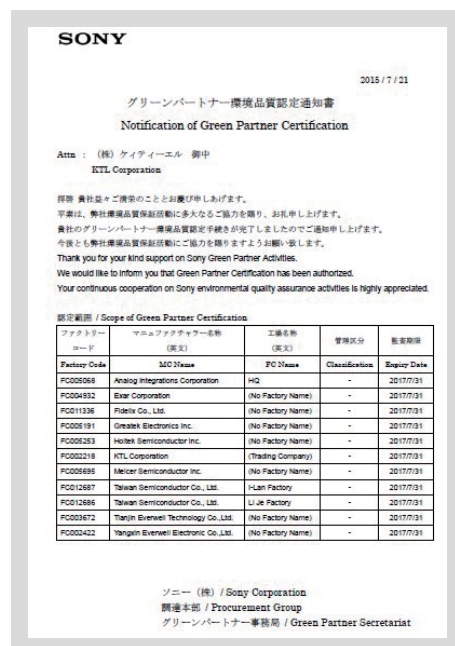 SONY
2015 / 7 / 21
グリーンパートナー環境品質認定通知書
Notification of Green Partner Certification
Attn : (株) ケィティーエル 御中
KTL Corporation
拝啓 貴社益々ご清栄のこととお慶び申しあげます。
平素は、弊社環境品質保証活動に多大なるご協力を賜り、お礼申し上げます。
貴社のグリーンパートナー環境品質認定手続きが完了しましたのでご通知申し上げます。
今後とも弊社環境品質保証活動にご協力を賜りますようお願い致します。
Thank you for your kind support on Sony Green Partner Activities.
We would like to inform you that Green Partner Certification has been authorized.
Your continuous cooperation on Sony environmental quality assurance activities is highly appreciated.
認定範囲 / Scope of Green Partner Certification
ファクトリーコード マニュファクチャラー名称 (英文) 工場名称 (英文) 管理区分 監査期限
Factory Code MC Name FC Name Classification Expiry Date
FC005068 Analog Integrations Corporation HQ - 2017/7/31
FC004932 Exar Corporation (No Factory Name) - 2017/7/31
FC011336 Fidelix Co., Ltd. (No Factory Name) - 2017/7/31
FC005191 Greatek Electronics Inc. (No Factory Name) - 2017/7/31
FC005253 Holtek Semiconductor Inc. (No Factory Name) - 2017/7/31
FC002218 KTL Corporation (Trading Company) - 2017/7/31
FC005695 Melcer Semiconductor Inc. (No Factory Name) - 2017/7/31
FC012687 Taiwan Semiconductor Co., Ltd. I-Lan Factory - 2017/7/31
FC012686 Taiwan Semiconductor Co., Ltd. Li Je Factory - 2017/7/31
FC003672 Tianjin Everwell Technology Co.,Ltd. (No Factory Name) - 2017/7/31
FC002422 Yangxin Everwell Electronic Co.,Ltd. (No Factory Name) - 2017/7/31
ソニー (株) / Sony Corporation
調達本部 / Procurement Group
グリーンパートナー事務局 / Green Partner Secretariat